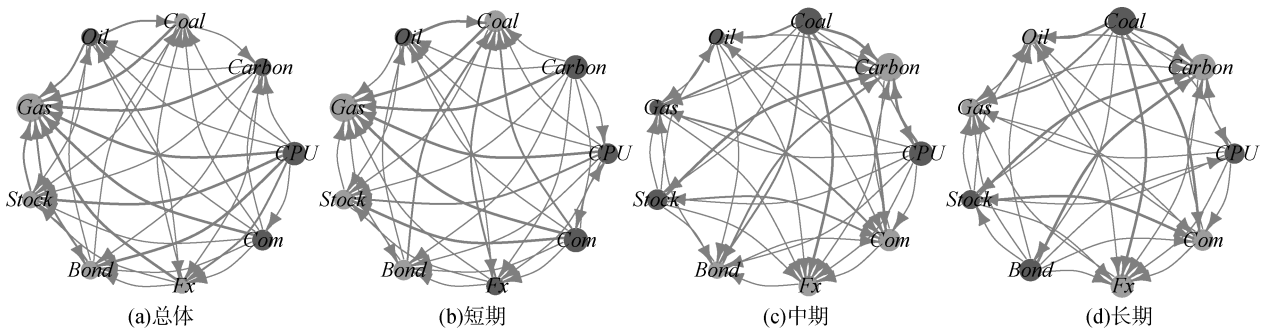 Coal
Oil
Carbon
Gas
CPU
Stock
Com
Bond
Fx
(a)总体
Coal
Oil
Carbon
Gas
CPU
Stock
Com
Bond
Fx
(b)短期
Coal
Oil
Carbon
Gas
CPU
Stock
Com
Bond
Fx
(c)中期
Coal
Oil
Carbon
Gas
CPU
Stock
Com
Bond
Fx
(d)长期